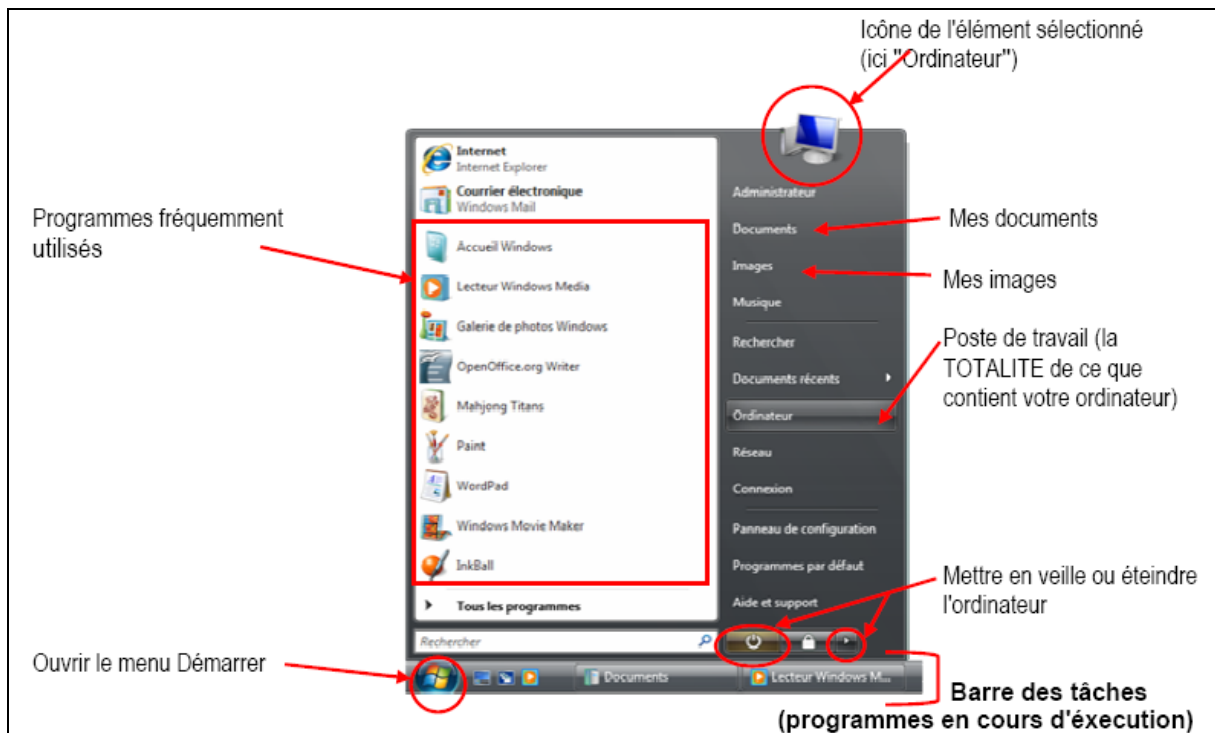 Icône de l'élément sélectionné
(ici "Ordinateur")
Programmes fréquemment
utilisés
Internet
Internet Explorer
Courrier électronique
Windows Mail
Accueil Windows
Lecteur Windows Media
Galerie de photos Windows
OpenOffice.org Writer
Mahjong Titans
Paint
WordPad
Windows Movie Maker
InkBall
Tous les programmes
Rechercher
Administrateur
Documents
Images
Musique
Rechercher
Documents récents
Ordinateur
Réseau
Connexion
Panneau de configuration
Programmes par défaut
Aide et support
Mes documents
Mes images
Poste de travail (la
TOTALITE de ce que
contient votre ordinateur)
Mettre en veille ou éteindre
l'ordinateur
Ouvrir le menu Démarrer
Documents
Lecteur Windows M...
Barre des tâches
(programmes en cours d'éxecution)